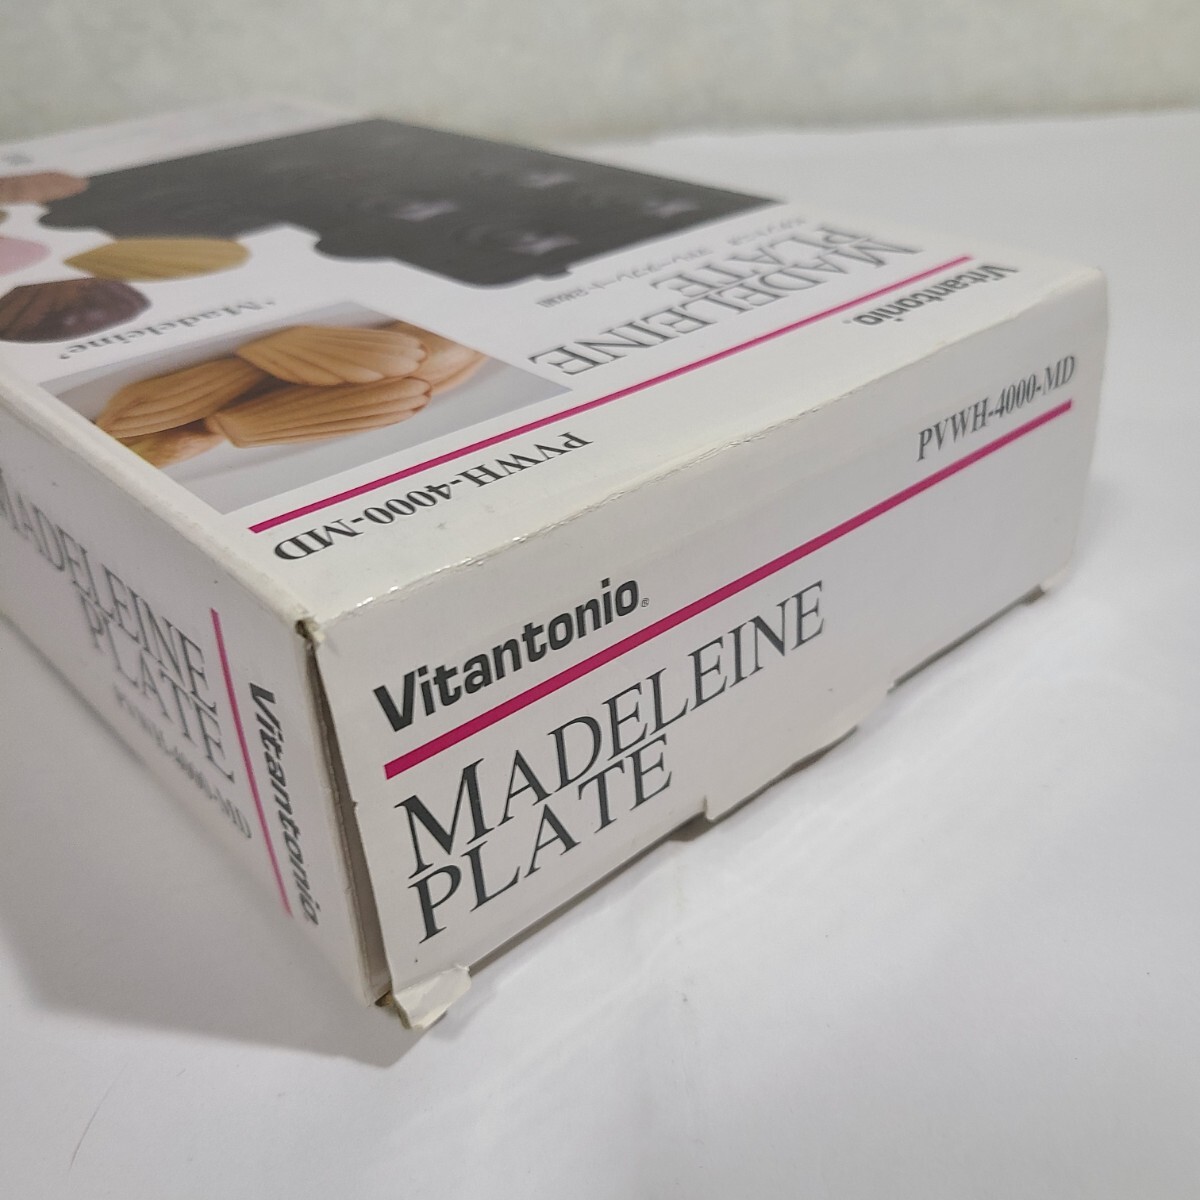 Vitantonio®
PVWH-4000-MD
MADELEINE
PLATE
Vitantonio®
MADELEINE
PLATE
PVWH-4000-MD
"Madeleine"
Vitantonio
MADELEINE
PLATE
PVWH-4000-MD